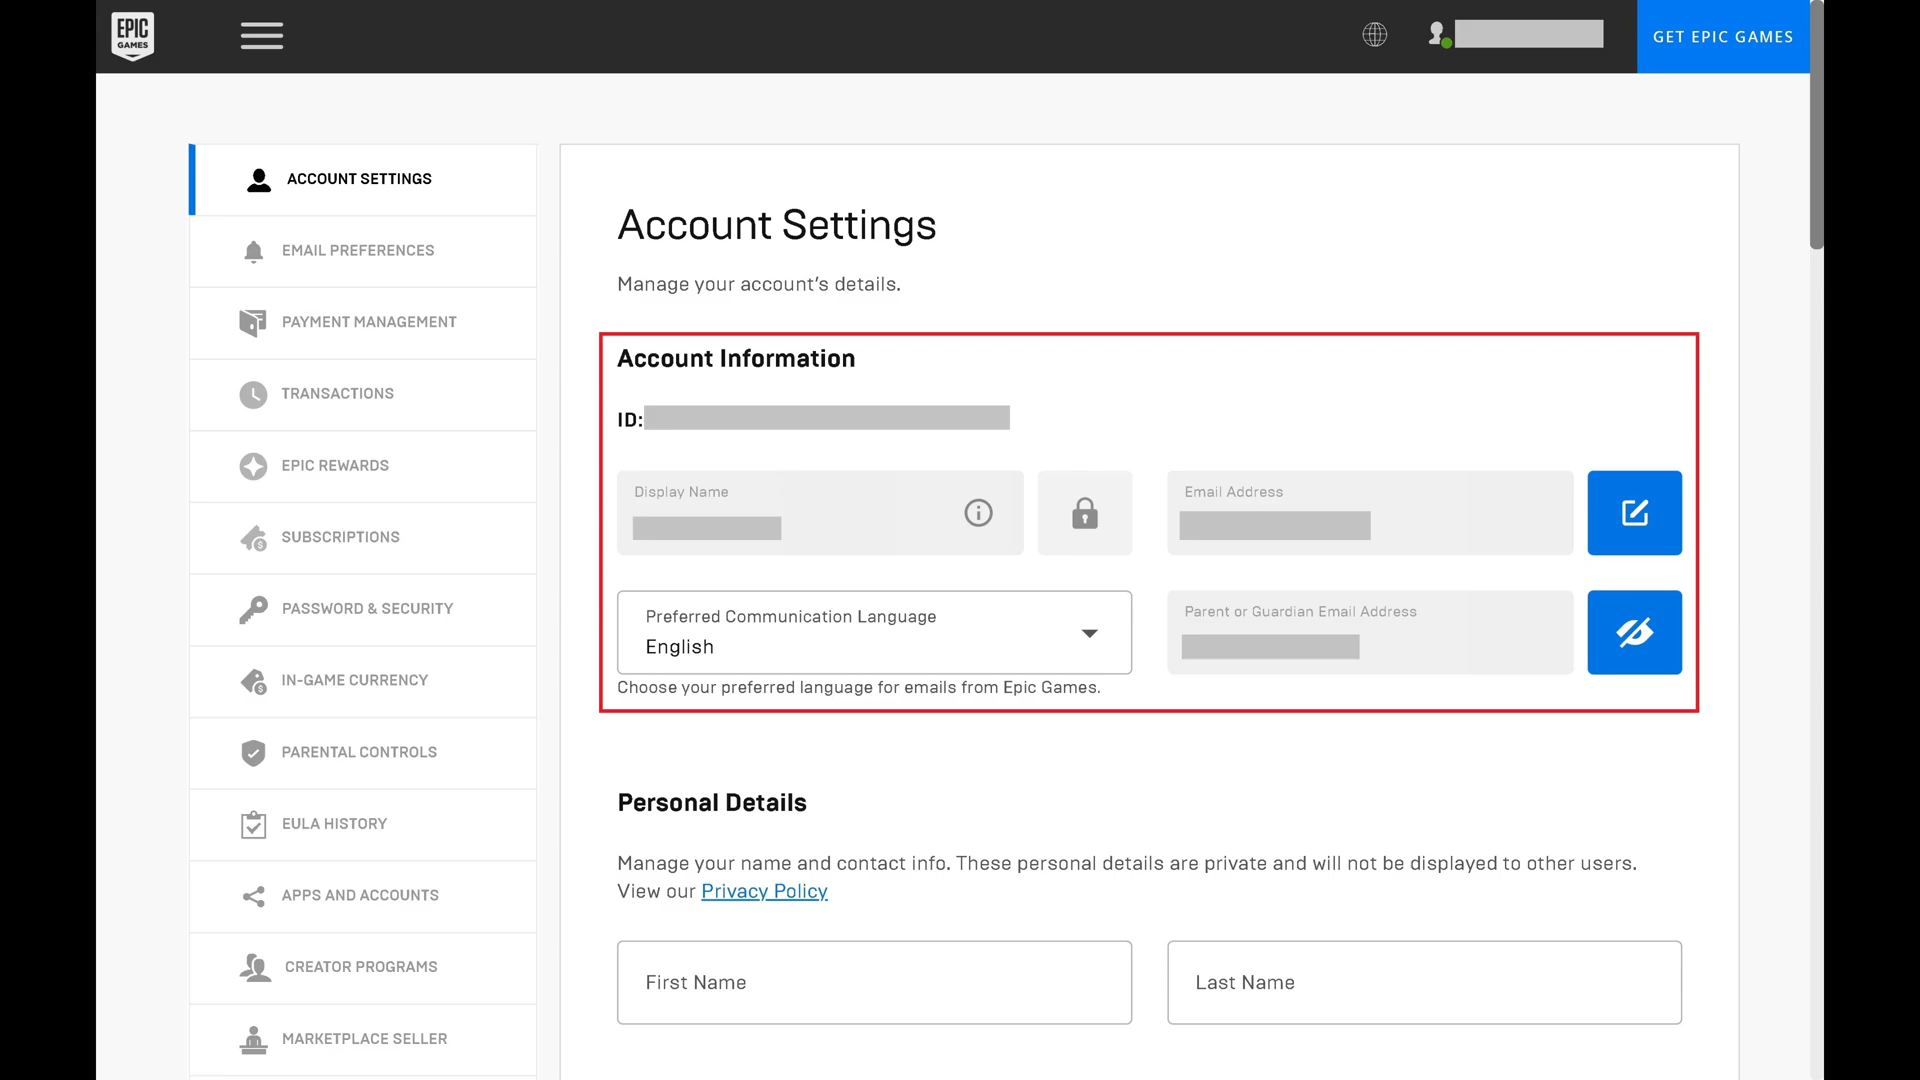 EPIC
GAMES
GET EPIC GAMES
ACCOUNT SETTINGS
EMAIL PREFERENCES
PAYMENT MANAGEMENT
TRANSACTIONS
EPIC REWARDS
SUBSCRIPTIONS
PASSWORD & SECURITY
IN-GAME CURRENCY
PARENTAL CONTROLS
EULA HISTORY
APPS AND ACCOUNTS
CREATOR PROGRAMS
MARKETPLACE SELLER
Account Settings
Manage your account's details.
Account Information
ID:
Display Name
Email Address
Preferred Communication Language
English
Choose your preferred language for emails from Epic Games.
Parent or Guardian Email Address
Personal Details
Manage your name and contact info. These personal details are private and will not be displayed to other users.
View our Privacy Policy
First Name
Last Name